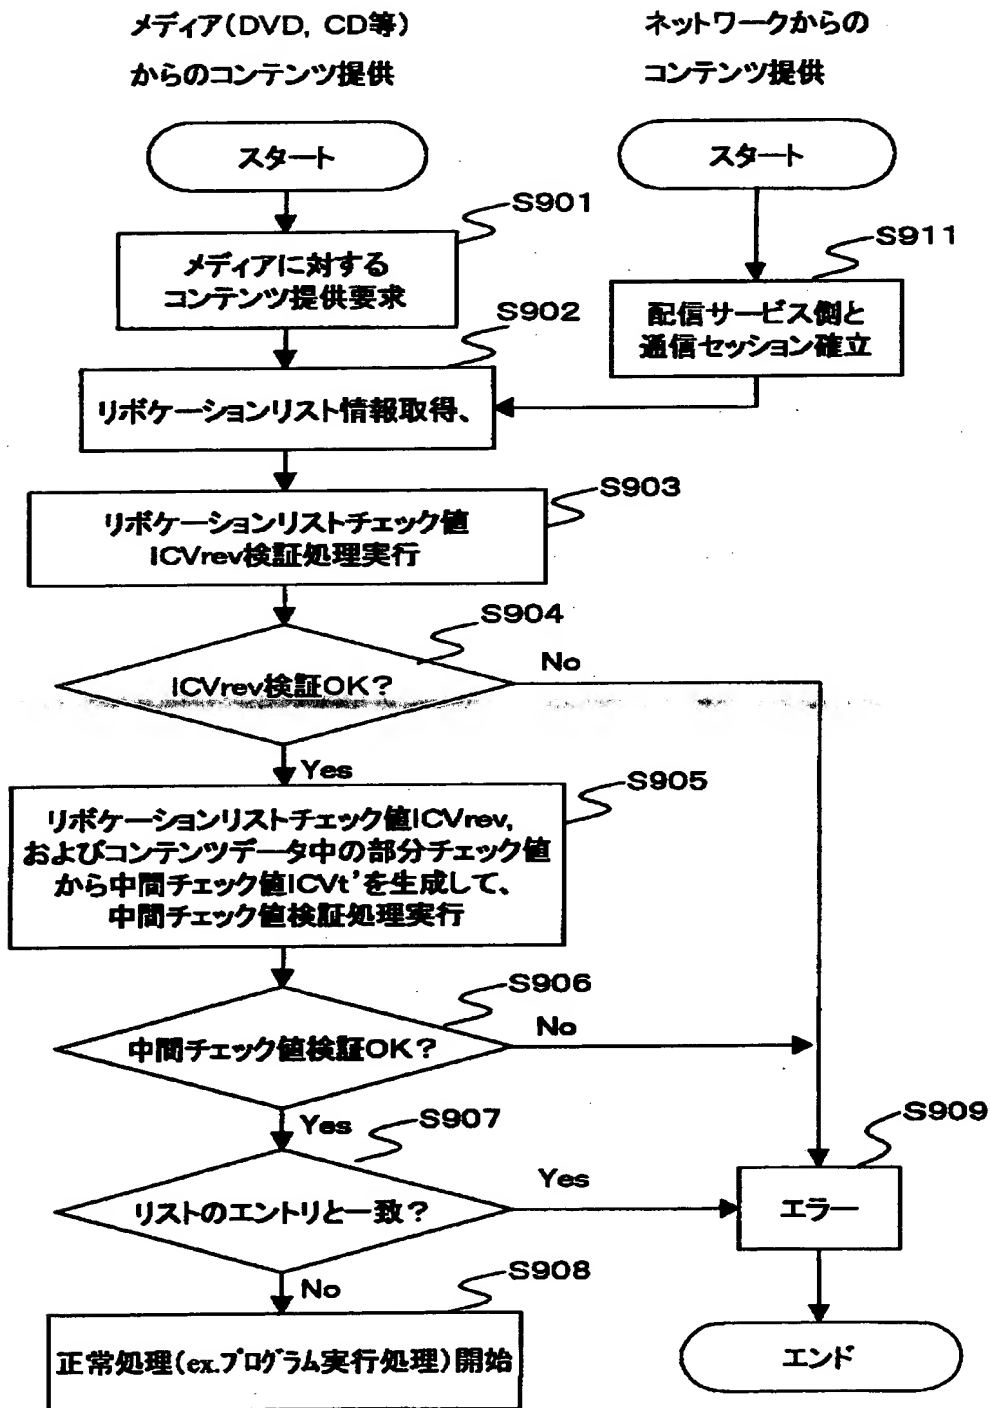 メディア(DVD, CD等)
からのコンテンツ提供
ネットワークからの
コンテンツ提供
スタート
スタート
S901
メディアに対する
コンテンツ提供要求
S911
配信サービス側と
通信セッション確立
S902
リボケーションリスト情報取得、
S903
リボケーションリストチェック値
ICVrev検証処理実行
S904
ICVrev検証OK?
No
Yes
S905
リボケーションリストチェック値ICVrev,
およびコンテンツデータ中の部分チェック値
から中間チェック値ICVt'を生成して、
中間チェック値検証処理実行
S906
中間チェック値検証OK?
No
Yes
S907
リストのエントリと一致?
Yes
S909
エラー
No
S908
正常処理(ex.プログラム実行処理)開始
エンド